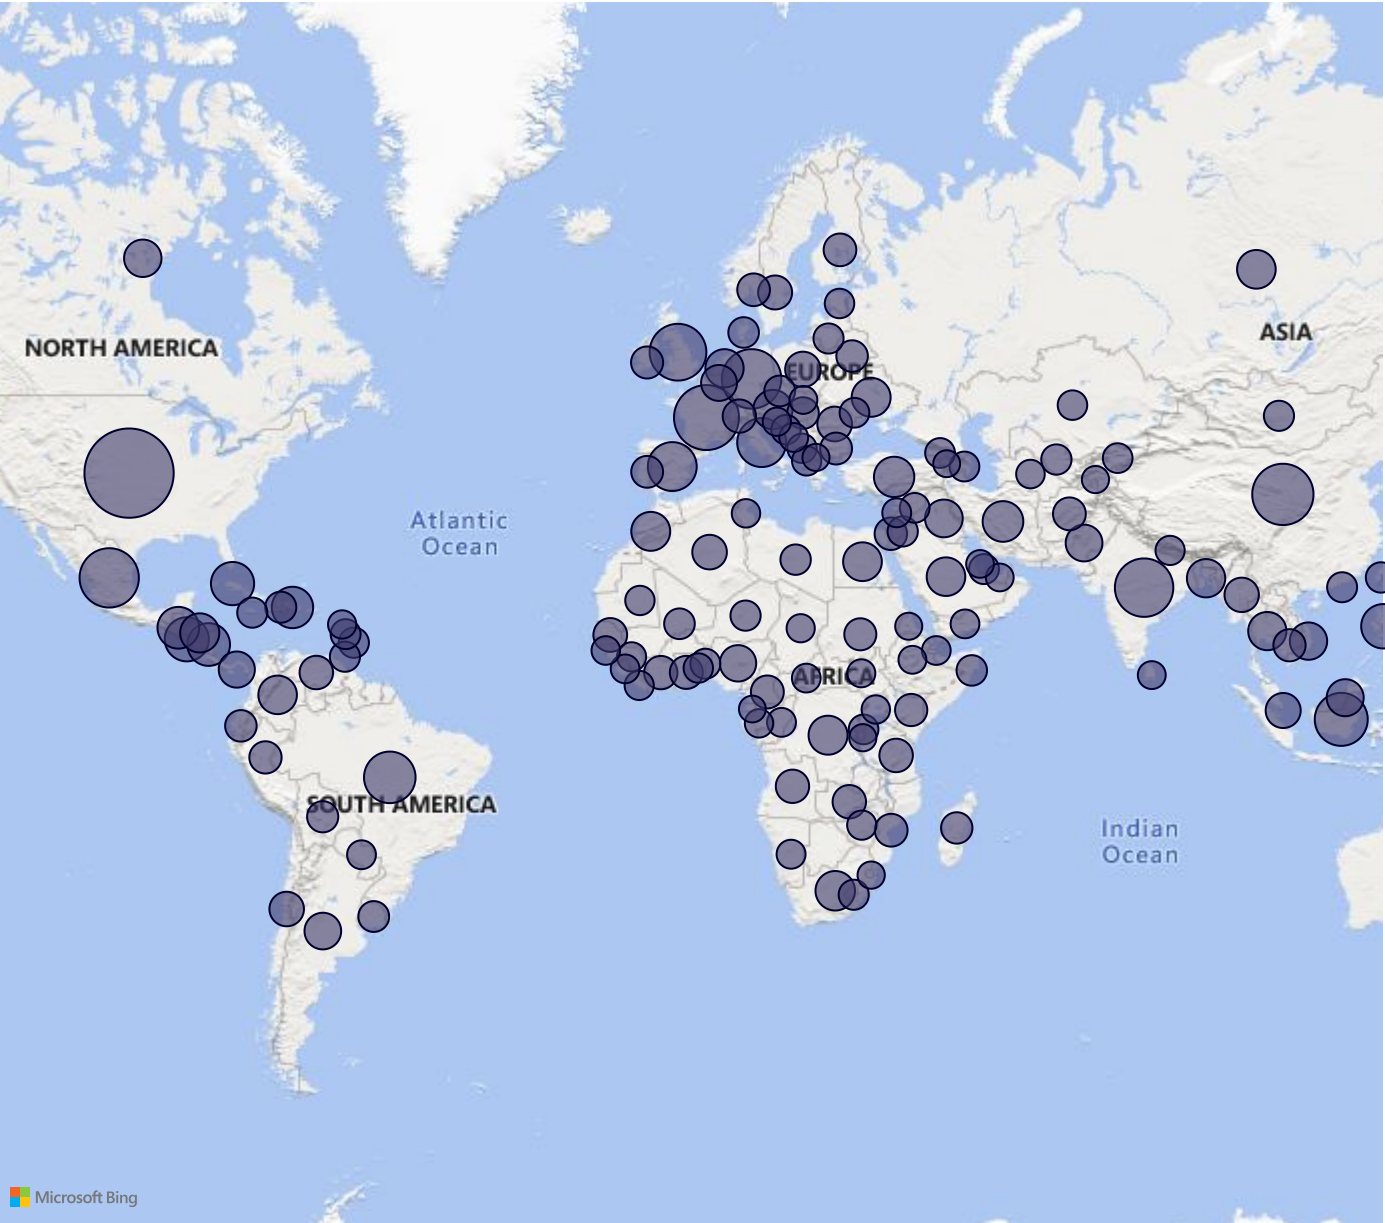 NORTH AMERICA
ASIA
EUROPE
Atlantic
Ocean
AFRICA
SOUTH AMERICA
Indian
Ocean
Microsoft Bing